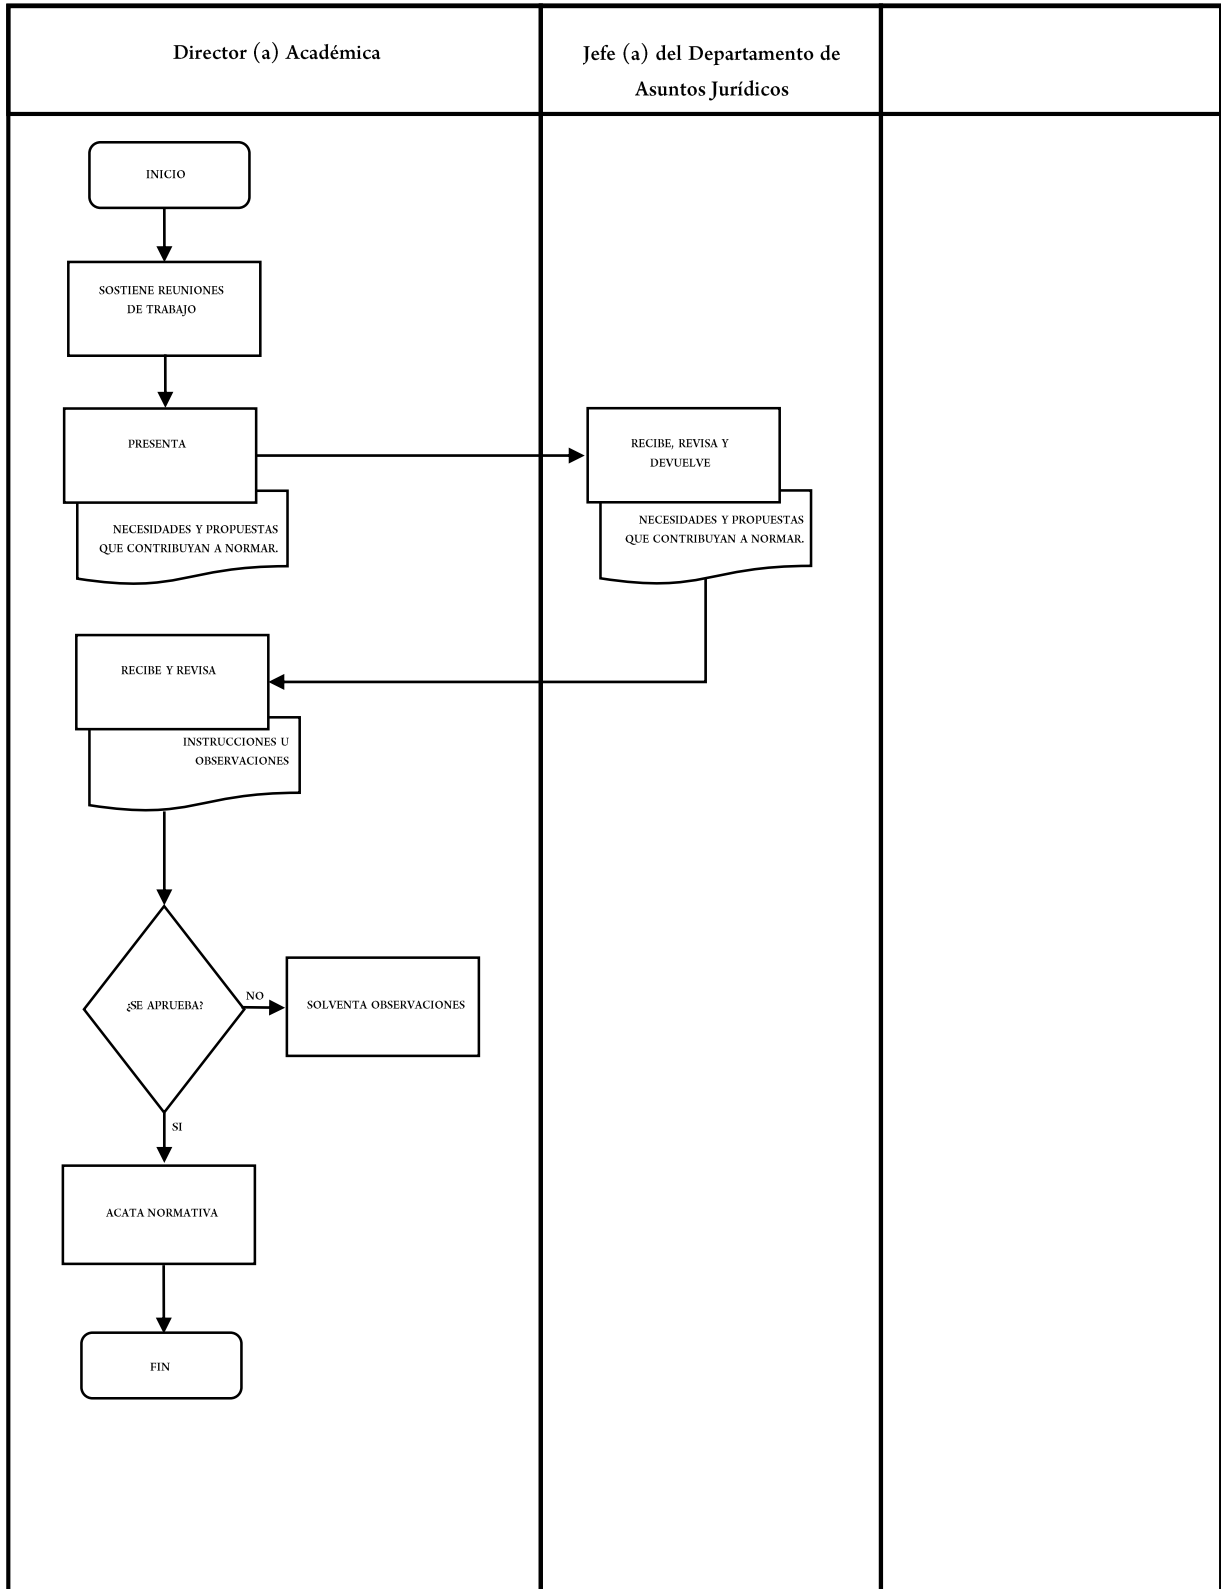 Director (a) Académica
Jefe (a) del Departamento de
Asuntos Jurídicos
INICIO
SOSTIENE REUNIONES
DE TRABAJO
PRESENTA
NECESIDADES Y PROPUESTAS
QUE CONTRIBUYAN A NORMAR.
RECIBE, REVISA Y
DEVUELVE
NECESIDADES Y PROPUESTAS
QUE CONTRIBUYAN A NORMAR.
RECIBE Y REVISA
INSTRUCCIONES U
OBSERVACIONES
¿SE APRUEBA?
NO
SOLVENTA OBSERVACIONES
SI
ACATA NORMATIVA
FIN